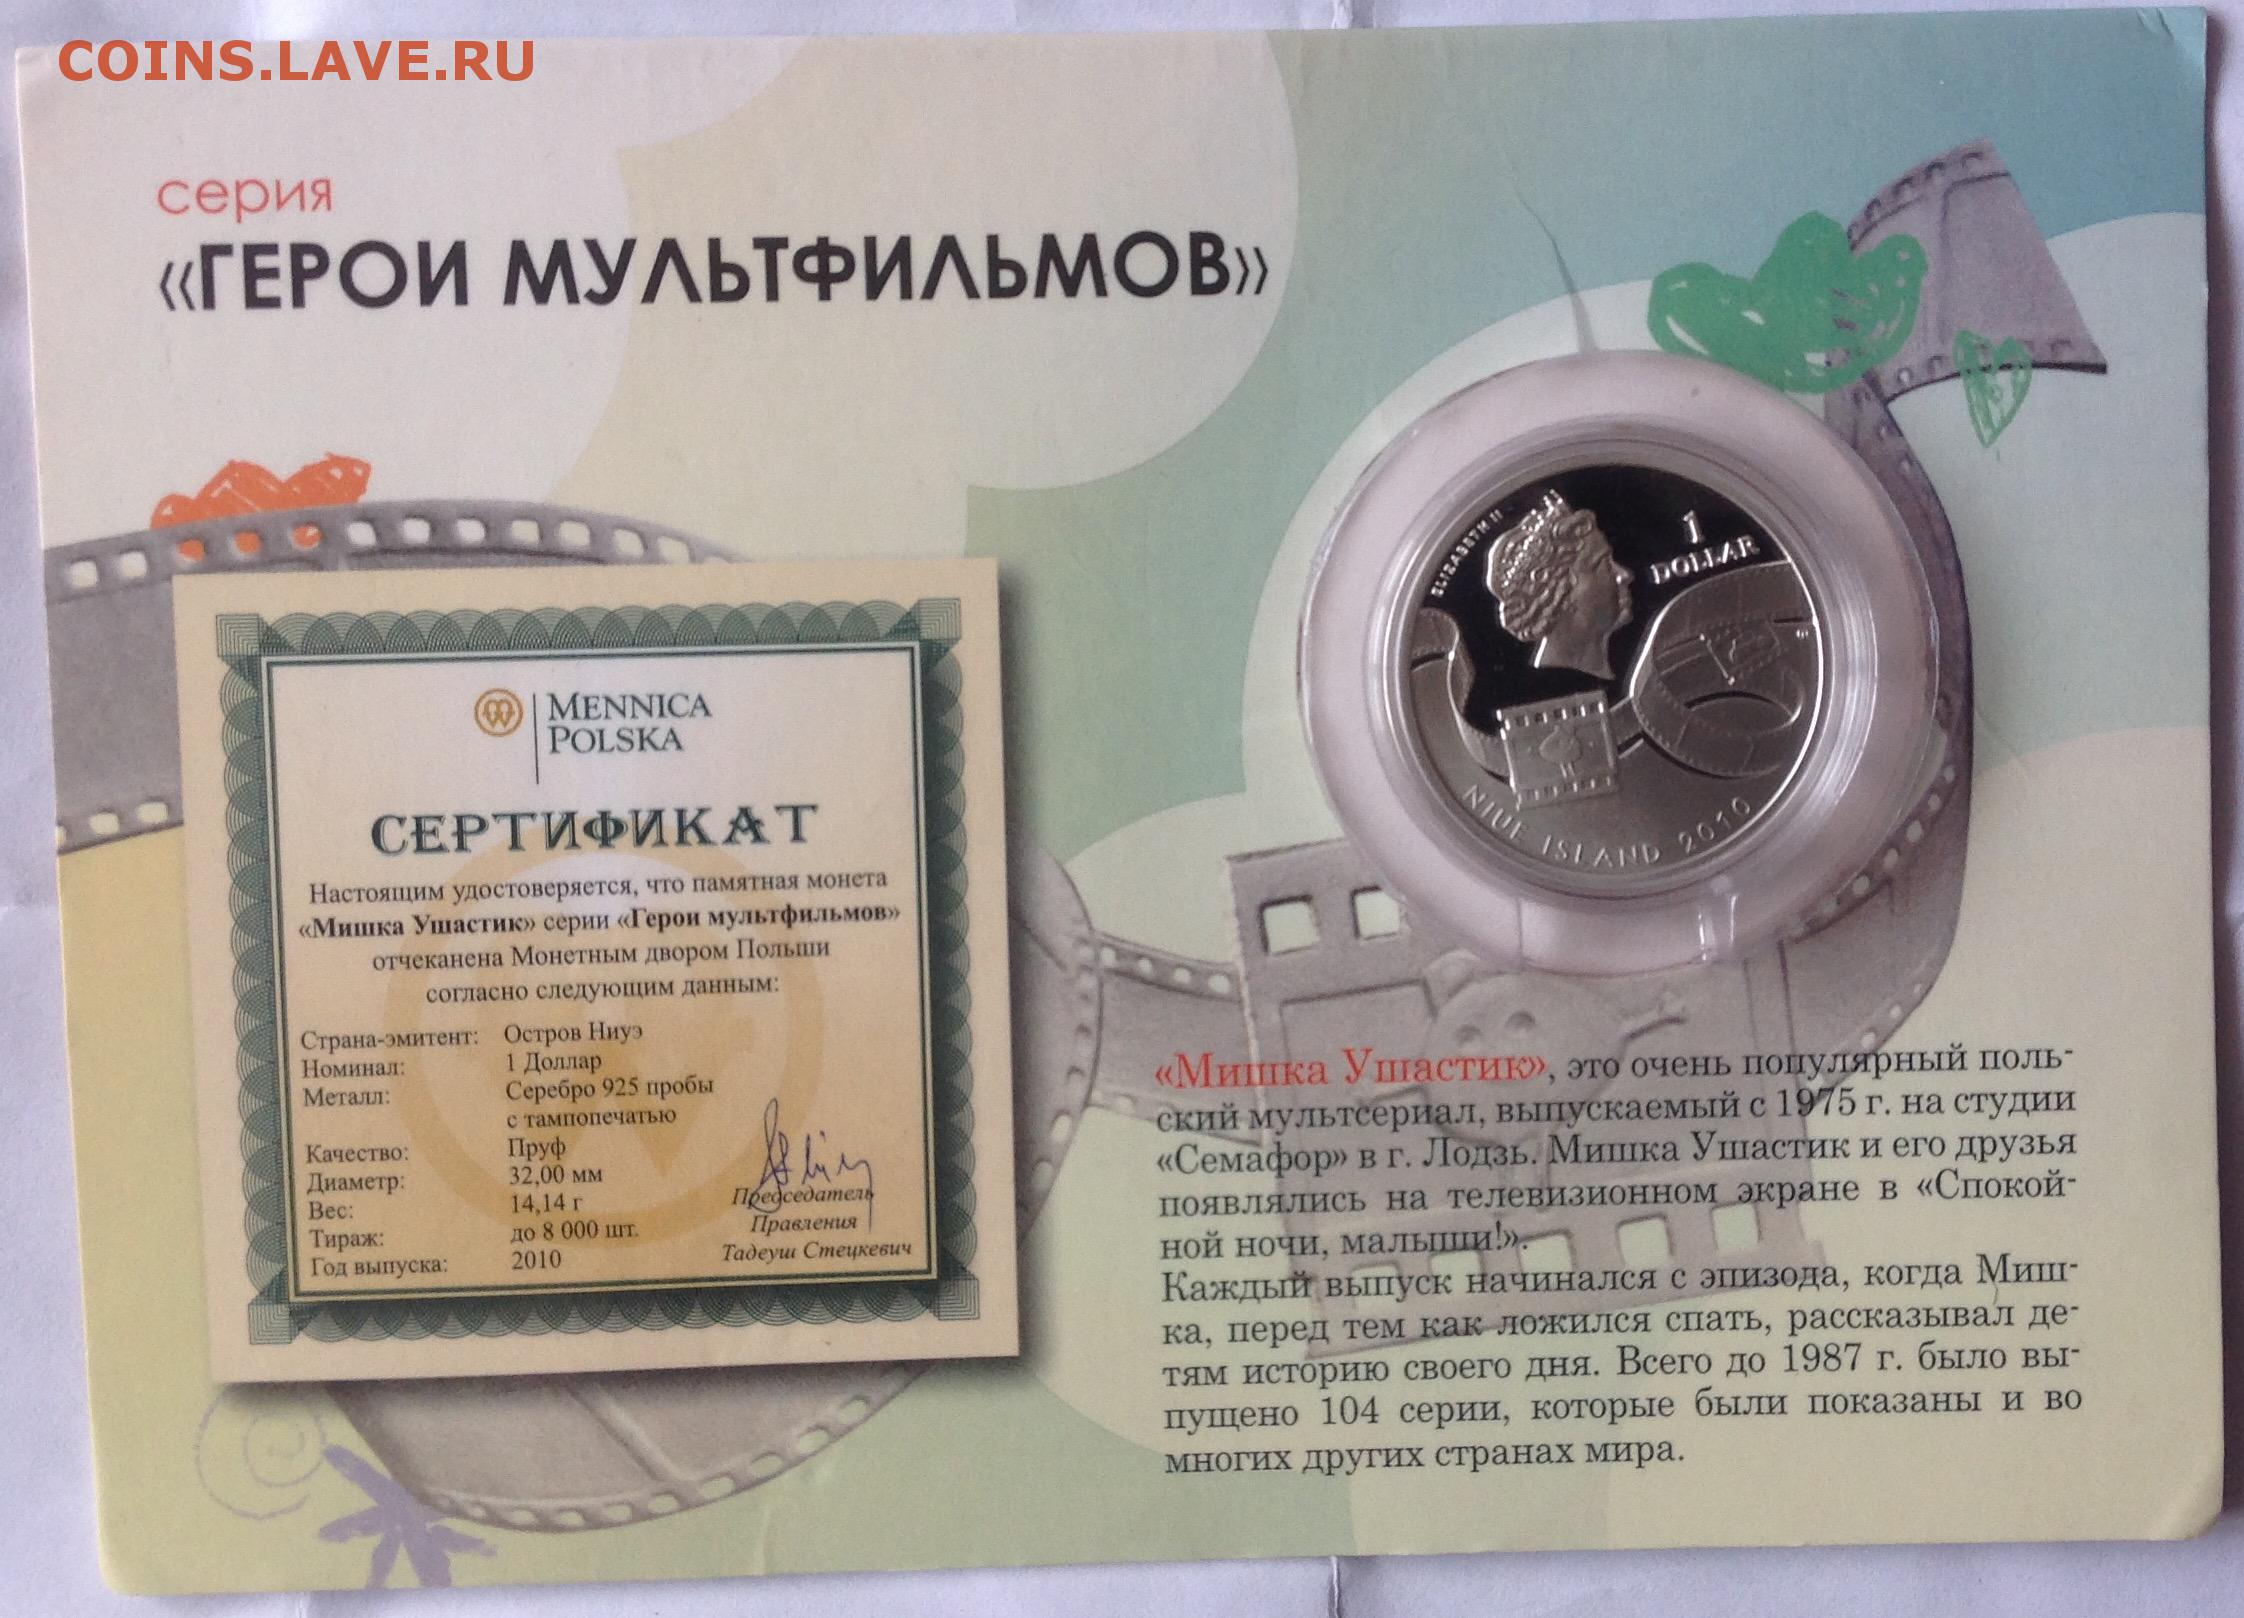 COINS.LAVE.RU
серия
«ГЕРОИ МУЛЬТФИЛЬМОВ»
MENNICA
POLSKA
СЕРТИФИКАТ
Настоящим удостоверяется, что памятная монета
«Мишка Ушастик» серии «Герои мультфильмов»
отчеканена Монетным двором Польши
согласно следующим данным:
Страна-эмитент: Остров Ниуэ
Номинал: 1 Доллар
Металл: Серебро 925 пробы
с тампопечатью
Качество: Пруф
Диаметр: 32,00 мм
Вес: 14,14 г
Тираж: до 8 000 шт.
Год выпуска: 2010
Председатель
Правления
Тадеуш Стецкевич
ELIZABETH II
1
DOLLAR
NIUE ISLAND 2010
«Мишка Ушастик», это очень популярный поль-
ский мультсериал, выпускаемый с 1975 г. на студии
«Семафор» в г. Лодзь. Мишка Ушастик и его друзья
появлялись на телевизионном экране в «Спокой-
ной ночи, малыши!».
Каждый выпуск начинался с эпизода, когда Миш-
ка, перед тем как ложился спать, рассказывал де-
тям историю своего дня. Всего до 1987 г. было вы-
пущено 104 серии, которые были показаны и во
многих других странах мира.